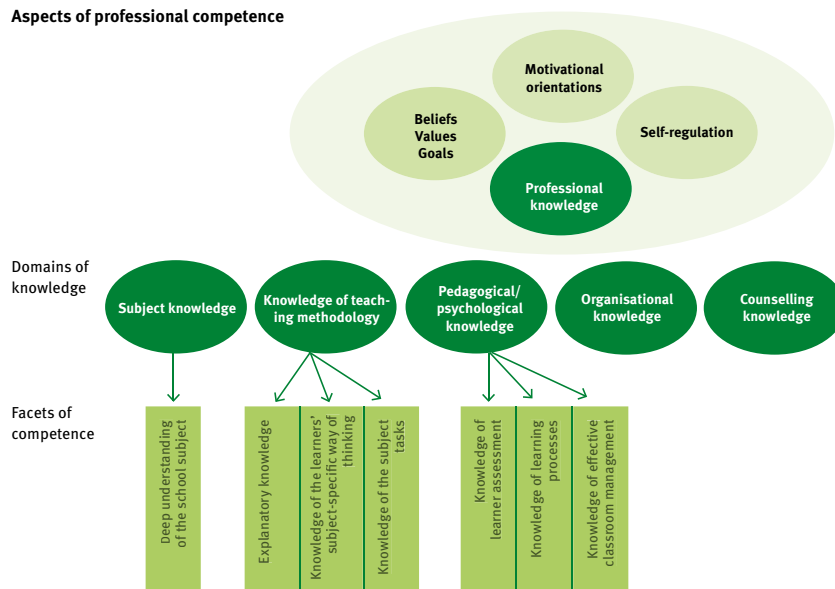 Aspects of professional competence
Motivational
orientations
Beliefs
Values
Goals
Self-regulation
Professional
knowledge
Domains of
knowledge
Subject knowledge
Knowledge of teach-
ing methodology
Pedagogical/
psychological
knowledge
Organisational
knowledge
Counselling
knowledge
Facets of
competence
Deep understanding
of the school subject
Explanatory knowledge
Knowledge of the learners'
subject-specific way of
thinking
Knowledge of the subject
tasks
Knowledge of
learner assessment
Knowledge of learning
processes
Knowledge of effective
classroom management